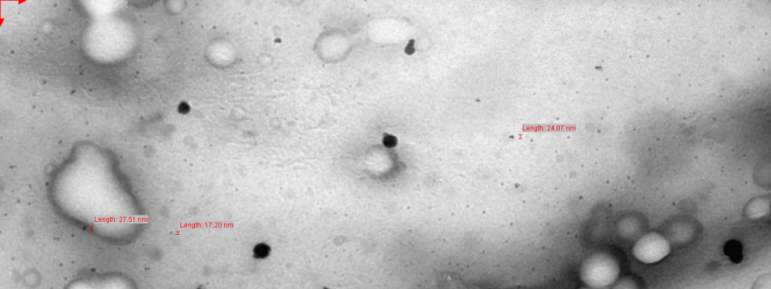 Length: 24.07 nm
Length: 27.51 nm
Length: 17.20 nm